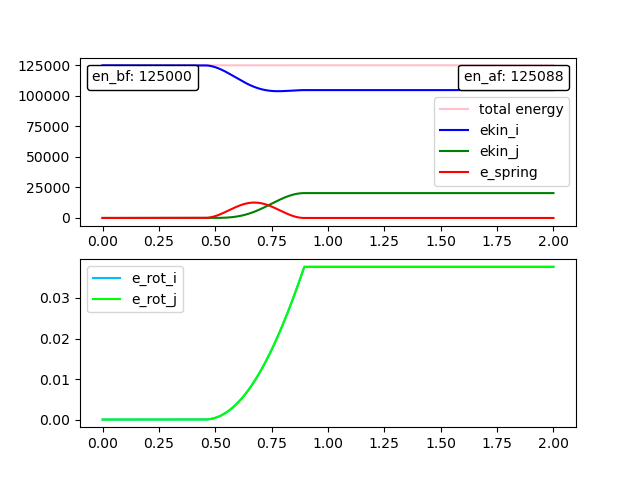 125000
100000
75000
50000
25000
0
en_bf: 125000
en_af: 125088
total energy
ekin_i
ekin_j
e_spring
0.00 0.25 0.50 0.75 1.00 1.25 1.50 1.75 2.00
0.03
0.02
0.01
0.00
e_rot_i
e_rot_j
0.00 0.25 0.50 0.75 1.00 1.25 1.50 1.75 2.00